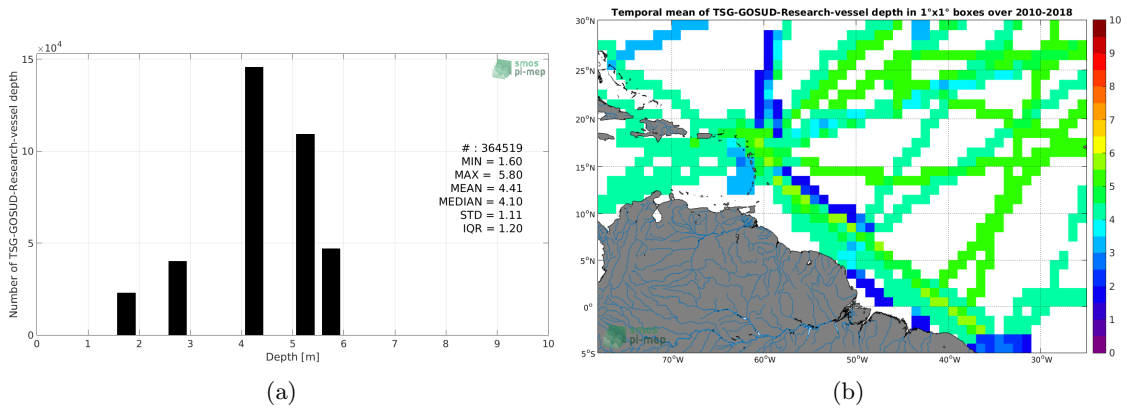 ×10⁴
15
10
5
0
Number of TSG-GOSUD-Research-vessel depth
0 1 2 3 4 5 6 7 8 9 10
Depth [m]
smos
pi-mep
# : 364519
MIN = 1.60
MAX = 5.80
MEAN = 4.41
MEDIAN = 4.10
STD = 1.11
IQR = 1.20
(a)
Temporal mean of TSG-GOSUD-Research-vessel depth in 1°x1° boxes over 2010-2018
30°N
25°N
20°N
15°N
10°N
5°N
0°
5°S
70°W 60°W 50°W 40°W 30°W
smos
pi-mep
10
9
8
7
6
5
4
3
2
1
0
(b)